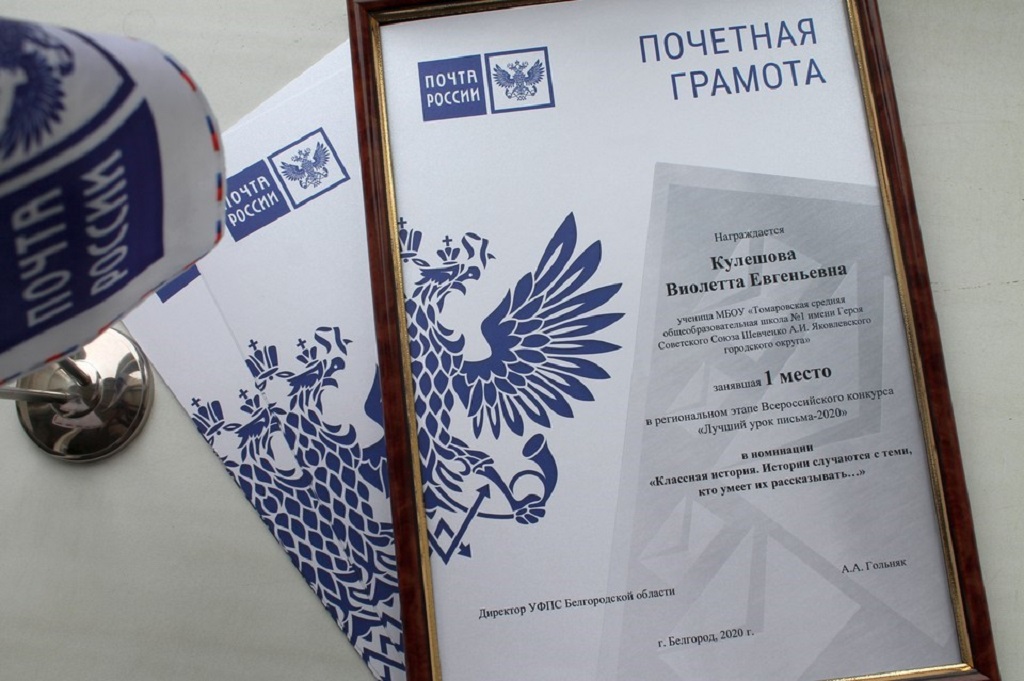 ПОЧТА
РОССИИ
ПОЧТА
РОССИИ
ПОЧТА
РОССИИ
ПОЧЕТНАЯ
ГРАМОТА
Награждается
Кулешова
Виолетта Евгеньевна
ученица МБОУ «Томаровская средняя
общеобразовательная школа №1 имени Героя
Советского Союза Шевченко А.И. Яковлевского
городского округа»
занявшая 1 место
в региональном этапе Всероссийского конкурса
«Лучший урок письма-2020»
в номинации
«Классная история. Истории случаются с теми,
кто умеет их рассказывать...»
Директор УФПС Белгородской области
А.А. Гольняк
г. Белгород, 2020 г.